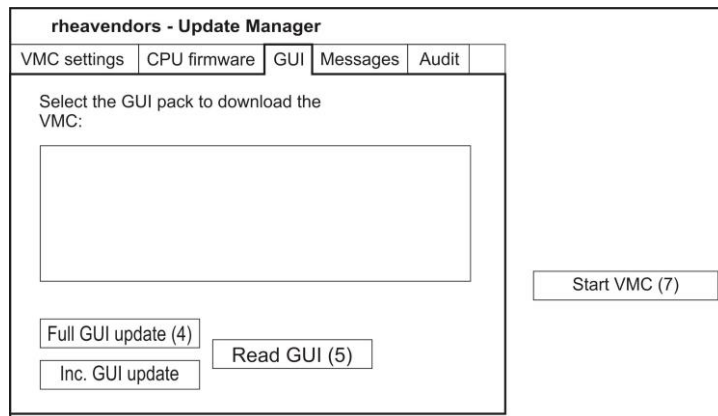 rheavendors - Update Manager
VMC settings
CPU firmware
GUI
Messages
Audit
Select the GUI pack to download the
VMC:
Start VMC (7)
Full GUI update (4)
Read GUI (5)
Inc. GUI update